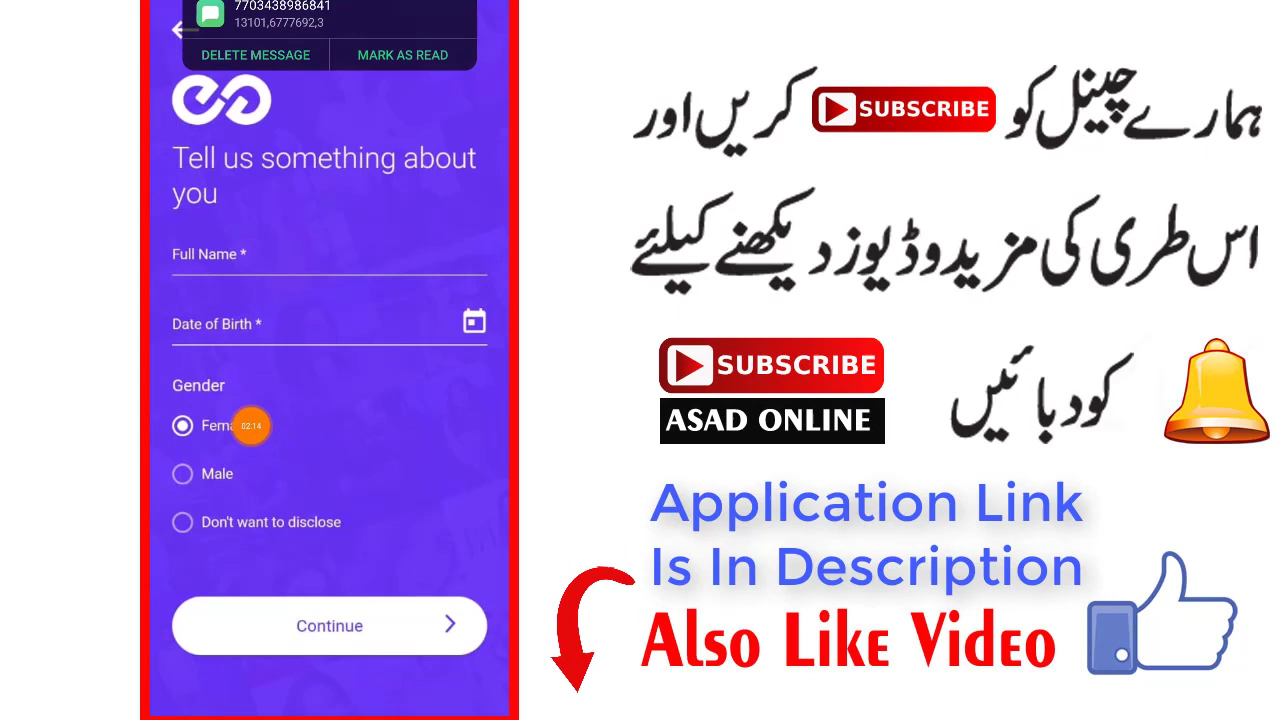 7703438986841
13101,6777692,3
DELETE MESSAGE
MARK AS READ
Tell us something about
you
Full Name *
Date of Birth *
Gender
02:14
Male
Don't want to disclose
Continue
ہمارے چینل کو SUBSCRIBE کریں اور
اس طری کی مزید وڈیوز دیکھنے کیلئے
SUBSCRIBE
کو دبائیں
ASAD ONLINE
Application Link
Is In Description
Also Like Video